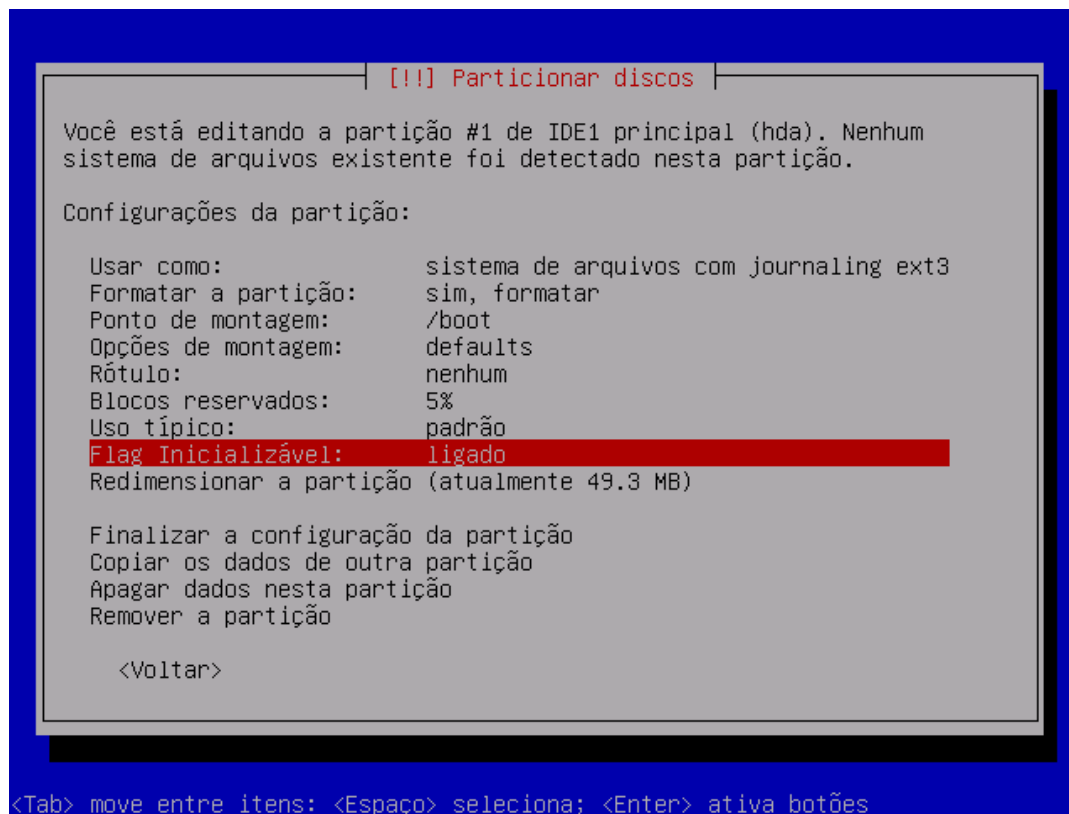 [!!] Particionar discos
Você está editando a partição #1 de IDE1 principal (hda). Nenhum
sistema de arquivos existente foi detectado nesta partição.
Configurações da partição:
Usar como: sistema de arquivos com journaling ext3
Formatar a partição: sim, formatar
Ponto de montagem: /boot
Opções de montagem: defaults
Rótulo: nenhum
Blocos reservados: 5%
Uso típico: padrão
Flag Inicializável: ligado
Redimensionar a partição (atualmente 49.3 MB)
Finalizar a configuração da partição
Copiar os dados de outra partição
Apagar dados nesta partição
Remover a partição
<Voltar>
<Tab> move entre itens: <Espaço> seleciona; <Enter> ativa botões